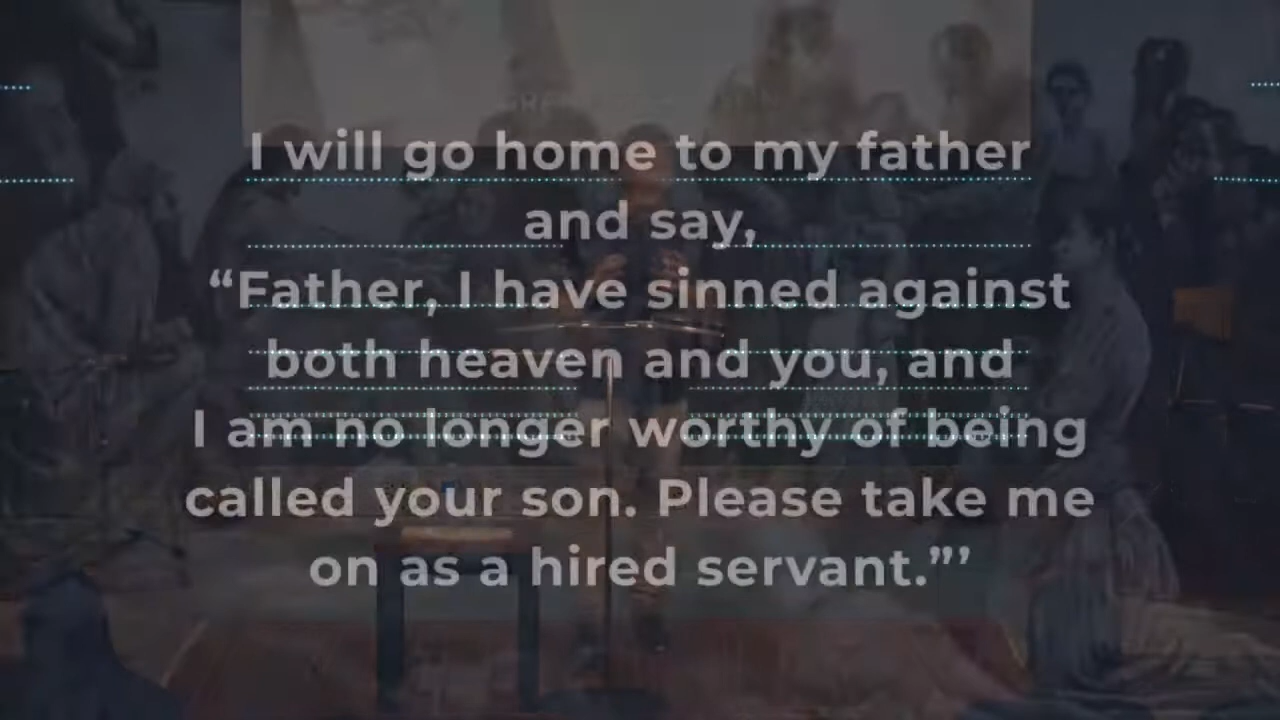 I will go home to my father
and say,
“Father, I have sinned against
both heaven and you, and
I am no longer worthy of being
called your son. Please take me
on as a hired servant.”’